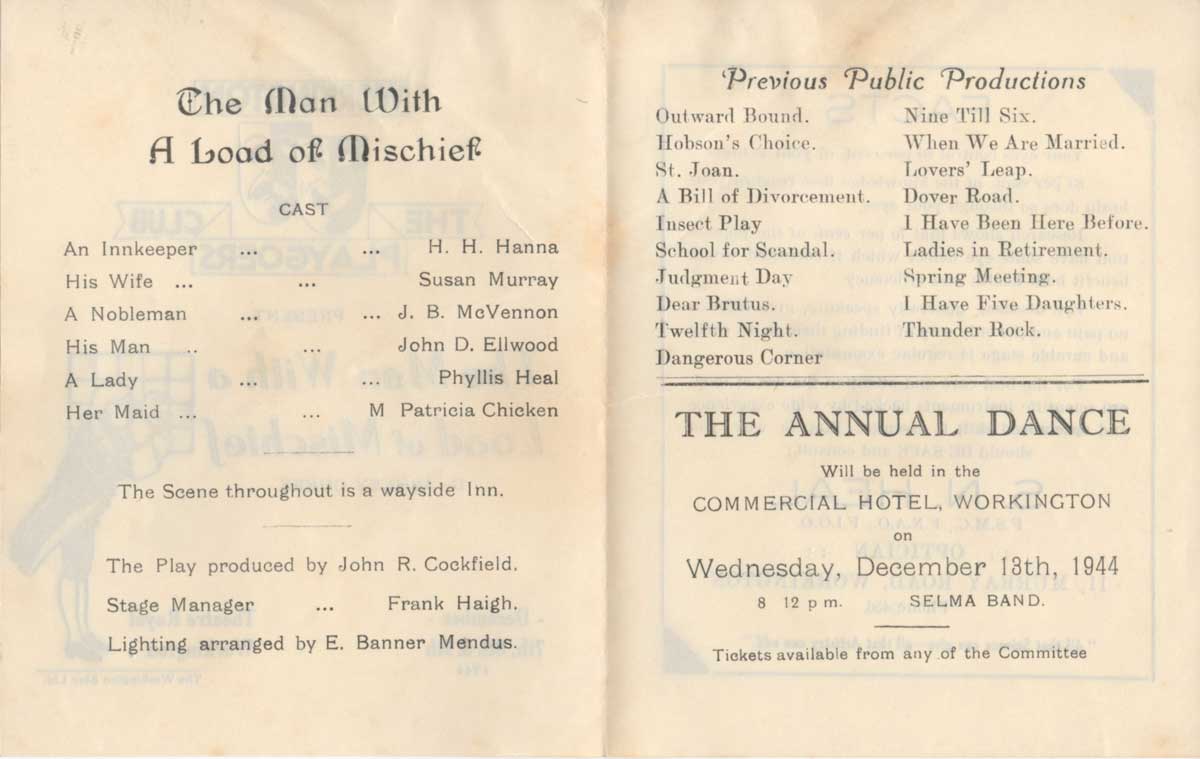 The Man With
A Load of Mischief
CAST
An Innkeeper ... ... H. H. Hanna
His Wife ... ... Susan Murray
A Nobleman ... ... J. B. McVennon
His Man .. ... John D. Ellwood
A Lady ... ... Phyllis Heal
Her Maid ... ... M Patricia Chicken
The Scene throughout is a wayside Inn.
The Play produced by John R. Cockfield.
Stage Manager ... Frank Haigh.
Lighting arranged by E. Banner Mendus.
Previous Public Productions
Outward Bound. Nine Till Six.
Hobson's Choice. When We Are Married.
St. Joan. Lovers' Leap.
A Bill of Divorcement. Dover Road.
Insect Play I Have Been Here Before.
School for Scandal. Ladies in Retirement.
Judgment Day Spring Meeting.
Dear Brutus. I Have Five Daughters.
Twelfth Night. Thunder Rock.
Dangerous Corner
THE ANNUAL DANCE
Will be held in the
COMMERCIAL HOTEL, WORKINGTON
on
Wednesday, December 13th, 1944
8 12 p m. SELMA BAND.
Tickets available from any of the Committee